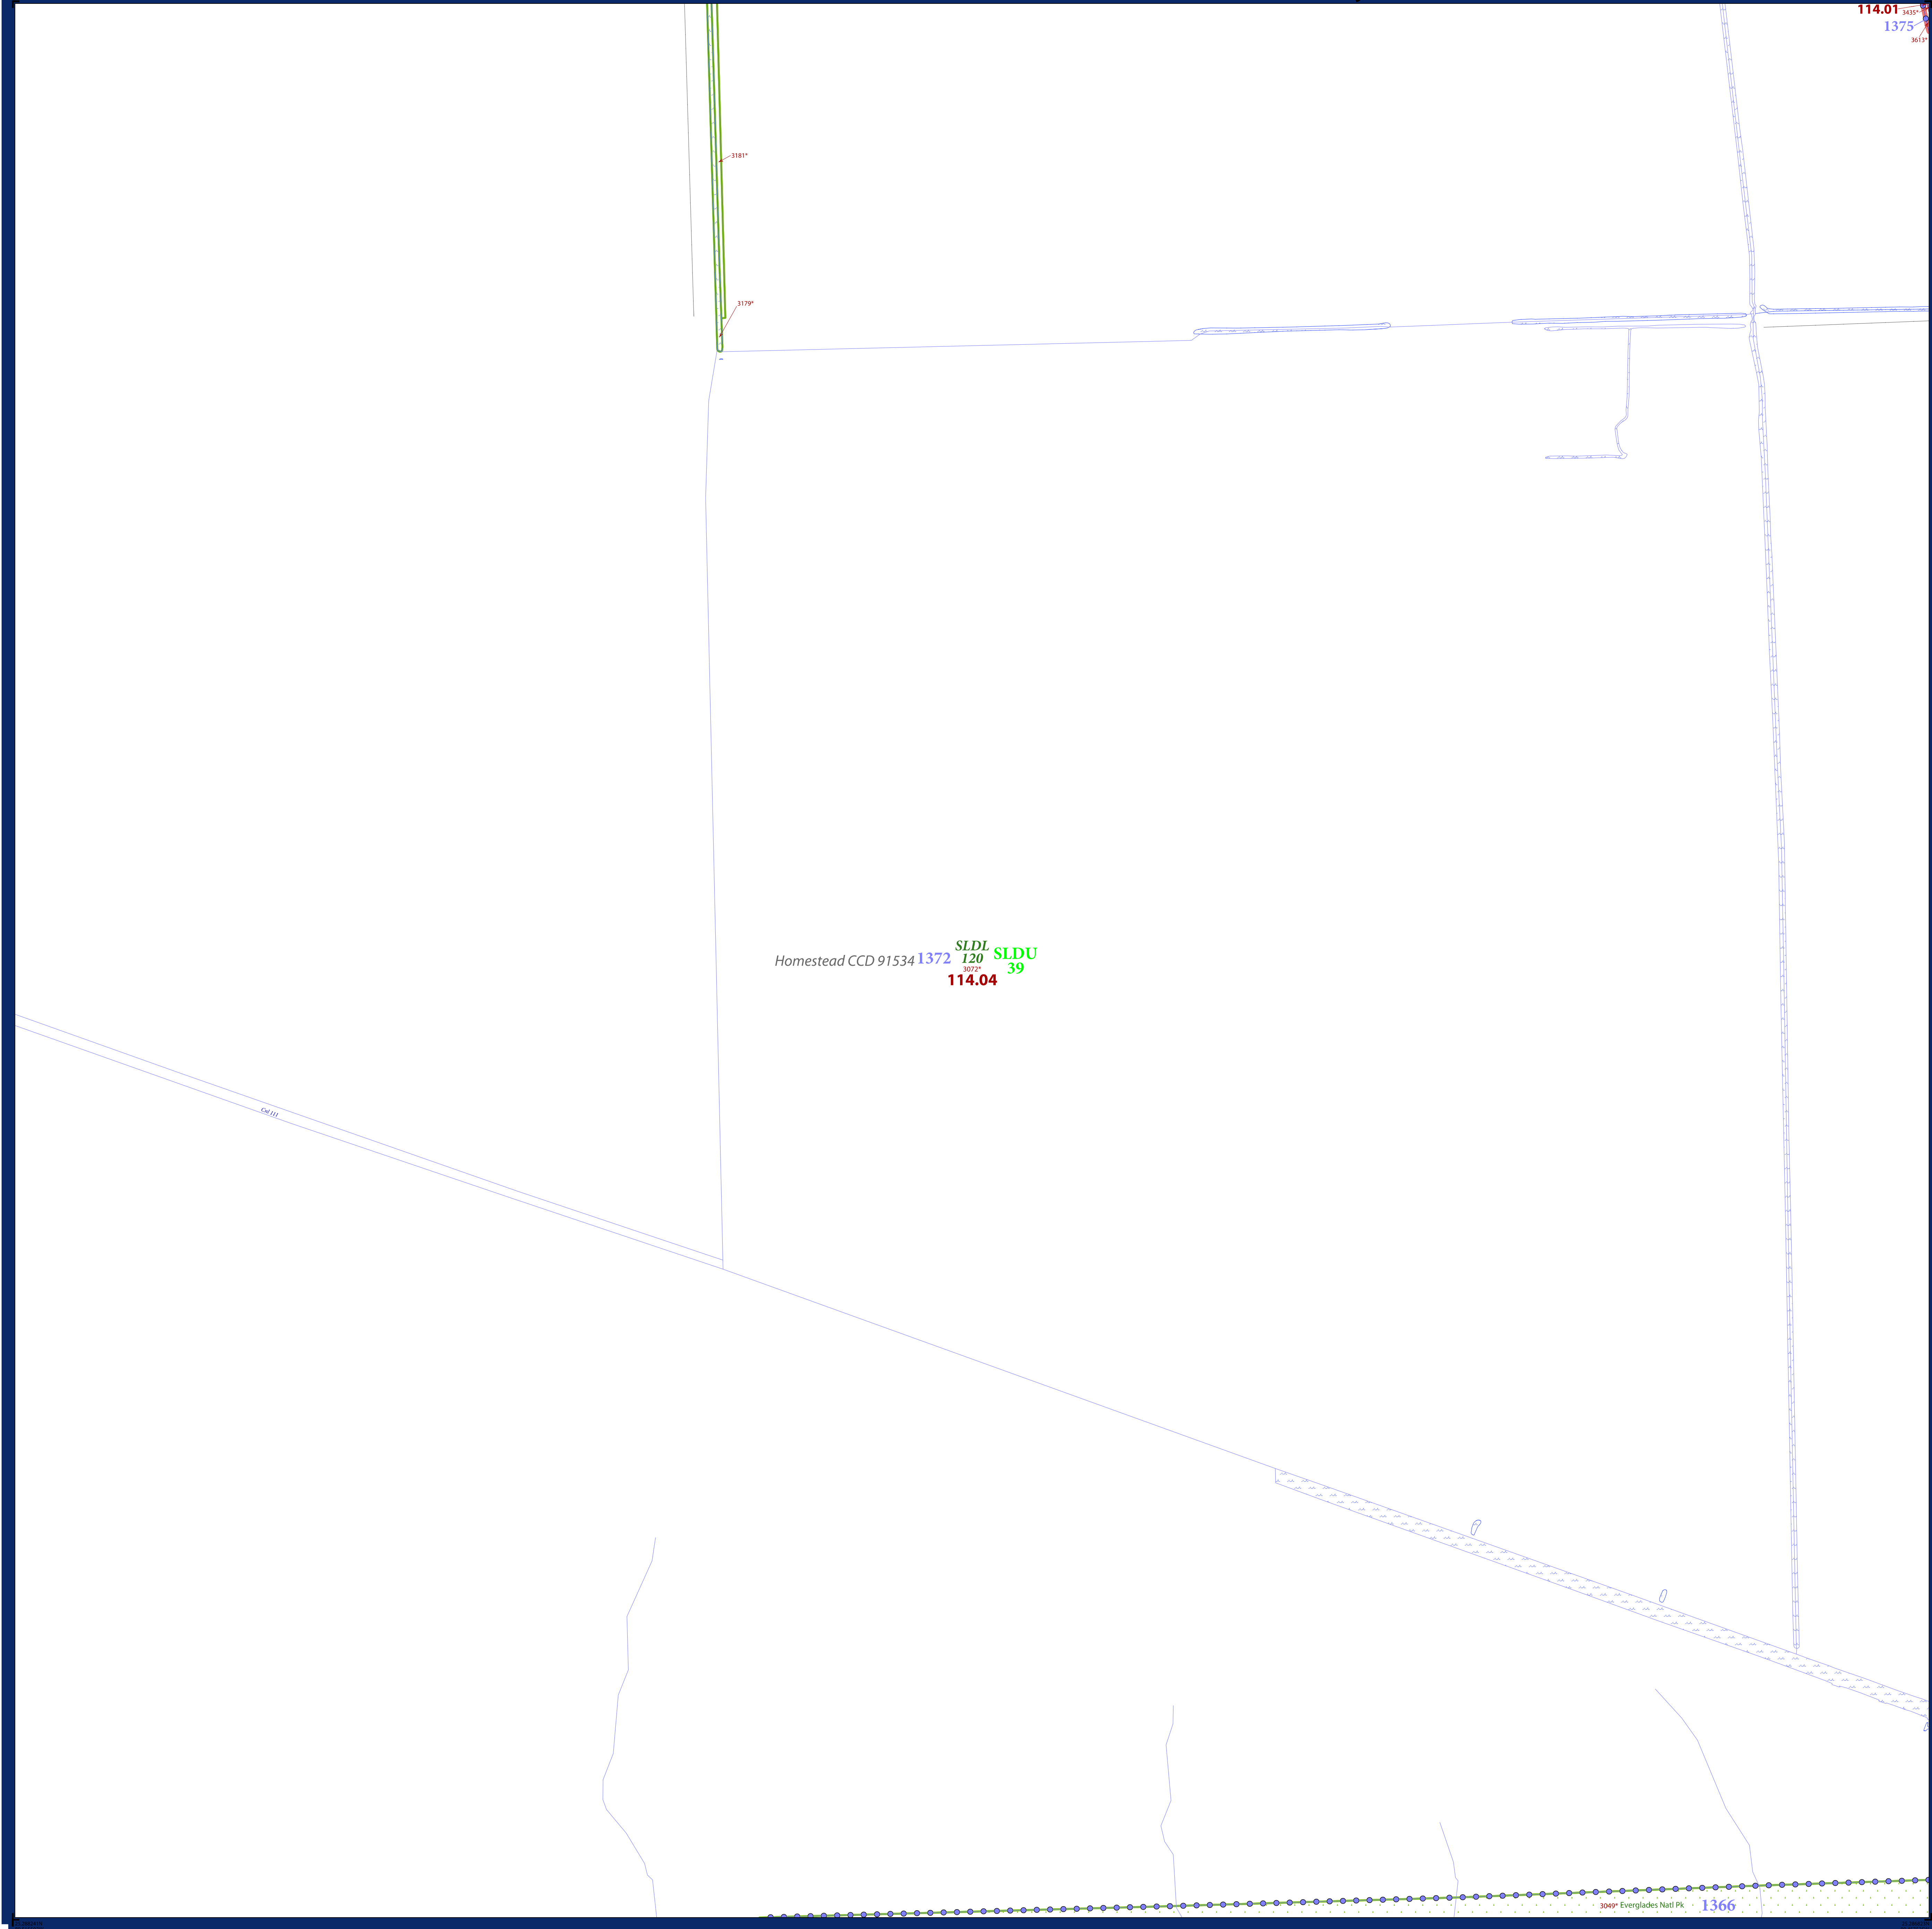 114.01
3435*
1375
3613*
3181*
3179*
SLDL
120
SLDU
39
Homestead CCD 91534
1372
3072*
114.04
Cnl 111
3049*
Everglades Natl Pk
1366